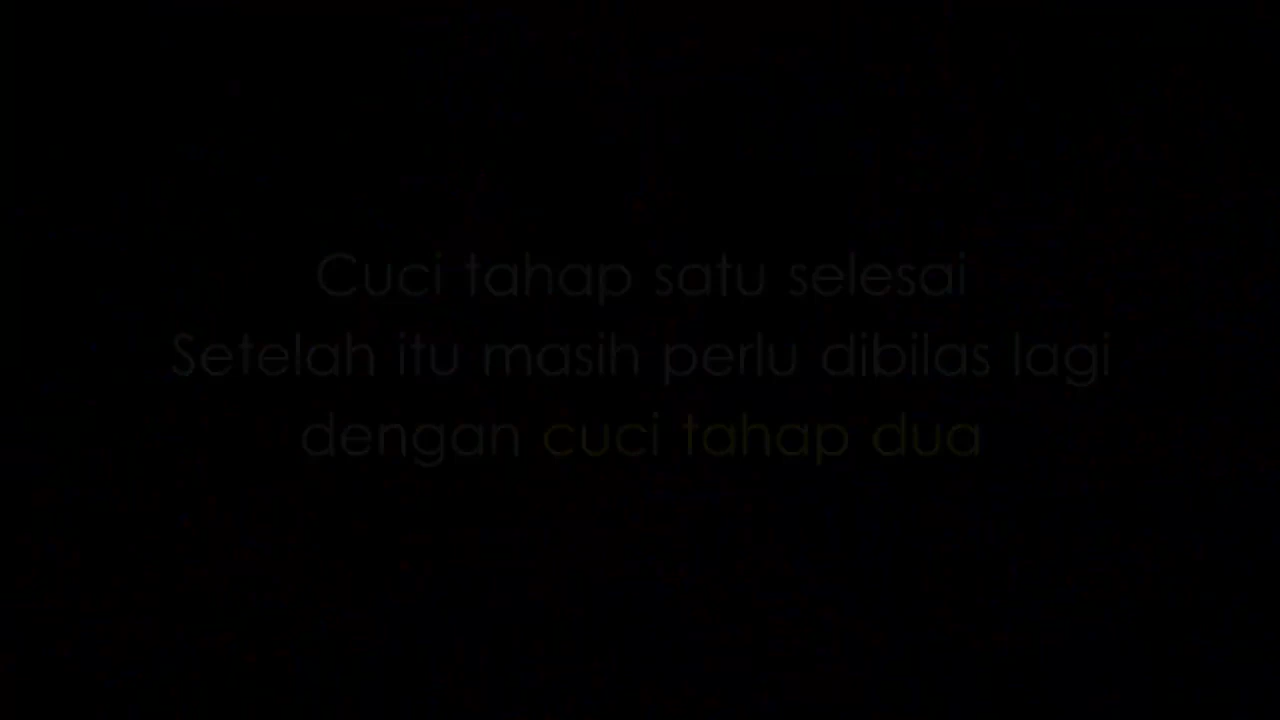 Cuci tahap satu selesai
Setelah itu masih perlu dibilas lagi
dengan cuci tahap dua